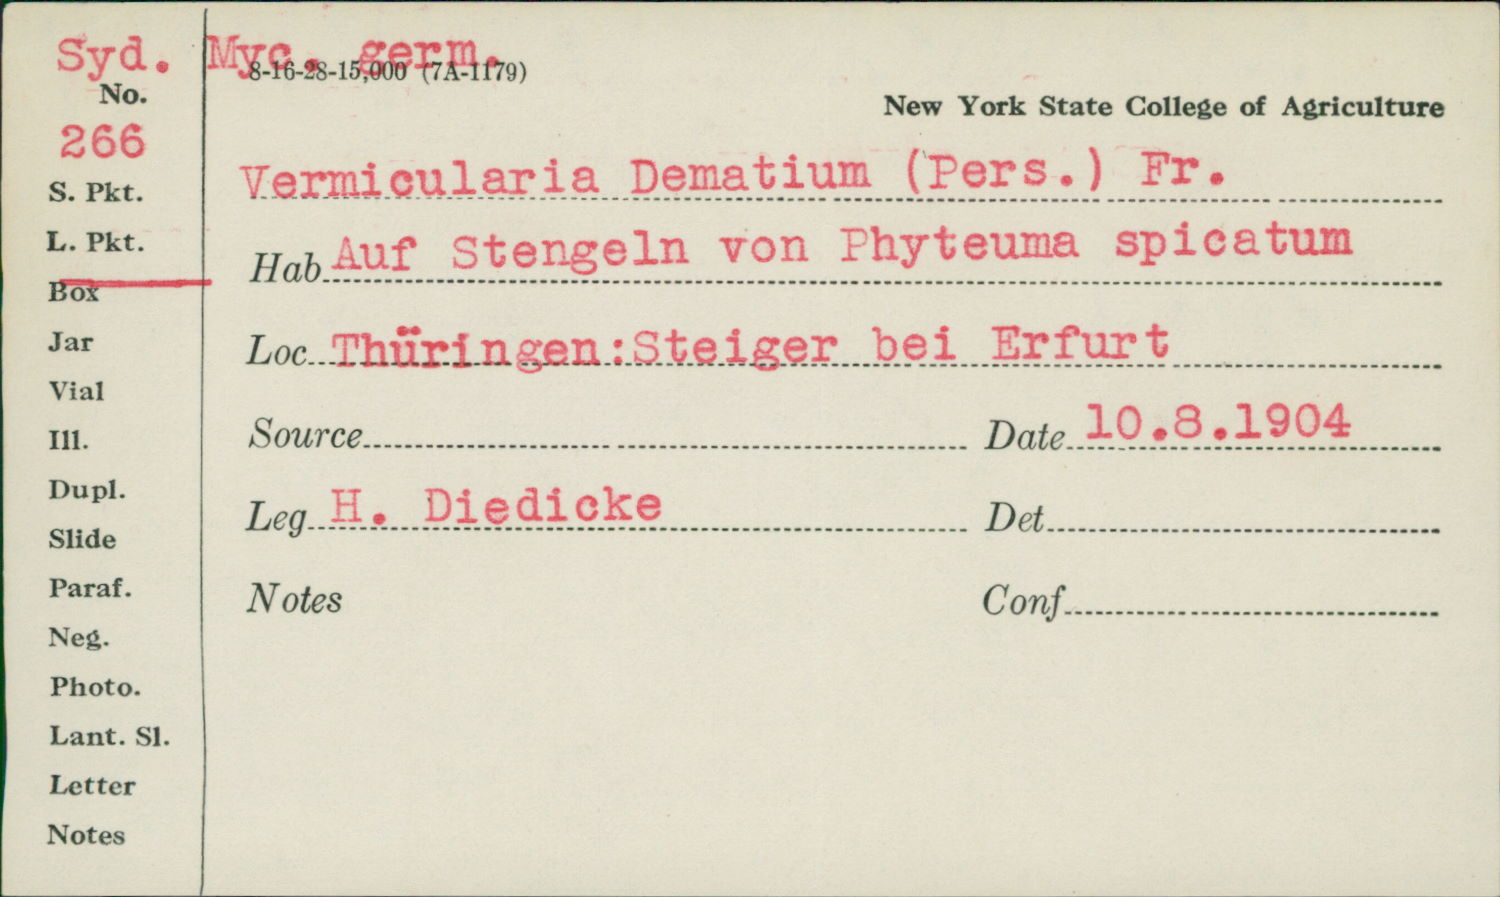 Syd. Myc. germ.
8-16-28-15,000 (7A-1179)
No.
New York State College of Agriculture
266
Vermicularia Dematium (Pers.) Fr.
S. Pkt.
L. Pkt.
Hab Auf Stengeln von Phyteuma spicatum
Box
Jar
Loc. Thüringen:Steiger bei Erfurt
Vial
Ill.
Source Date 10.8.1904
Dupl.
Leg. H. Diedicke Det.
Slide
Paraf.
Notes Conf.
Neg.
Photo.
Lant. Sl.
Letter
Notes